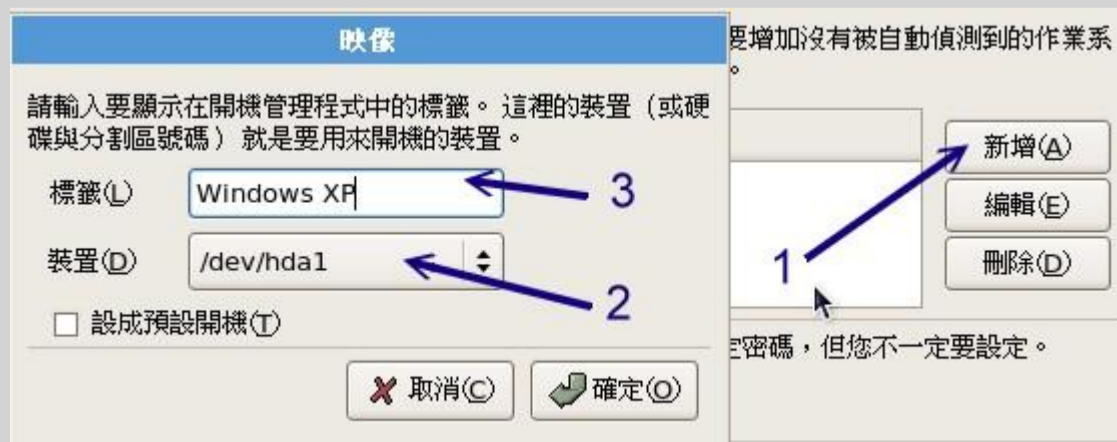 映像
請輸入要顯示在開機管理程式中的標籤。 這裡的裝置（或硬
碟與分割區號碼） 就是要用來開機的裝置。
標籤(L)
Windows XP
3
裝置(D)
/dev/hda1
2
設成預設開機(T)
取消(C)
確定(O)
要增加沒有被自動偵測到的作業系
。
新增(A)
編輯(E)
刪除(D)
1
密碼，但您不一定要設定。